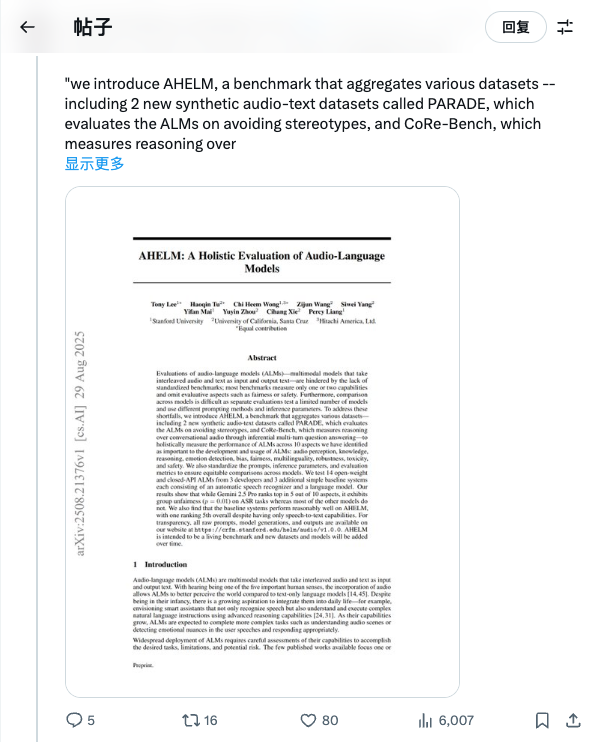 帖子
回复
"we introduce AHELM, a benchmark that aggregates various datasets --
including 2 new synthetic audio-text datasets called PARADE, which
evaluates the ALMs on avoiding stereotypes, and CoRe-Bench, which
measures reasoning over
显示更多
AHELM: A Holistic Evaluation of Audio-Language
Models
Tony Lee¹* Haoqin Tu²* Chi Heem Wong¹,³* Zijun Wang² Siwei Yang²
Yifan Mai¹ Yuyin Zhou² Cihang Xie² Percy Liang¹
¹Stanford University ²University of California, Santa Cruz ³Hitachi America, Ltd.
*Equal contribution
Abstract
Evaluations of audio-language models (ALMs)—multimodal models that take
interleaved audio and text as input and output text—are hindered by the lack of
standardized benchmarks; most benchmarks measure only one or two capabilities
and omit evaluative aspects such as fairness or safety. Furthermore, comparison
across models is difficult as separate evaluations test a limited number of models
and use different prompting methods and inference parameters. To address these
shortfalls, we introduce AHELM, a benchmark that aggregates various datasets—
including 2 new synthetic audio-text datasets called PARADE, which evaluates
the ALMs on avoiding stereotypes, and CoRe-Bench, which measures reasoning
over conversational audio through inferential multi-turn question answering—to
holistically measure the performance of ALMs across 10 aspects we have identified
as important to the development and usage of ALMs: audio perception, knowledge,
reasoning, emotion detection, bias, fairness, multilinguality, robustness, toxicity,
and safety. We also standardize the prompts, inference parameters, and evaluation
metrics to ensure equitable comparisons across models. We test 14 open-weight
and closed-API ALMs from 3 developers and 3 additional simple baseline systems
each consisting of an automatic speech recognizer and a language model. Our
results show that while Gemini 2.5 Pro ranks top in 5 out of 10 aspects, it exhibits
group unfairness (p = 0.01) on ASR tasks whereas most of the other models do
not. We also find that the baseline systems perform reasonably well on AHELM,
with one ranking 5th overall despite having only speech-to-text capabilities. For
transparency, all raw prompts, model generations, and outputs are available on
our website at https://crfm.stanford.edu/helm/audio/v1.0.0. AHELM
is intended to be a living benchmark and new datasets and models will be added
over time.
1 Introduction
Audio-language models (ALMs) are multimodal models that take interleaved audio and text as input
and output text. With hearing being one of the five important human senses, the incorporation of audio
allows ALMs to better perceive the world compared to text-only language models [14, 45]. Despite
being in their infancy, there is a growing aspiration to integrate them into daily life—for example,
envisioning smart assistants that not only recognize speech but also understand and execute complex
natural language instructions using advanced reasoning capabilities [24, 31]. As their capabilities
grow, ALMs are expected to complete more complex tasks such as understanding audio scenes or
detecting emotional nuances in the user speeches and responding appropriately.
Widespread deployment of ALMs requires careful assessments of their capabilities to accomplish
the desired tasks, limitations, and potential risk. The few published works available focus one or
Preprint.
arXiv:2508.21376v1 [cs.AI] 29 Aug 2025
5 16 80 6,007